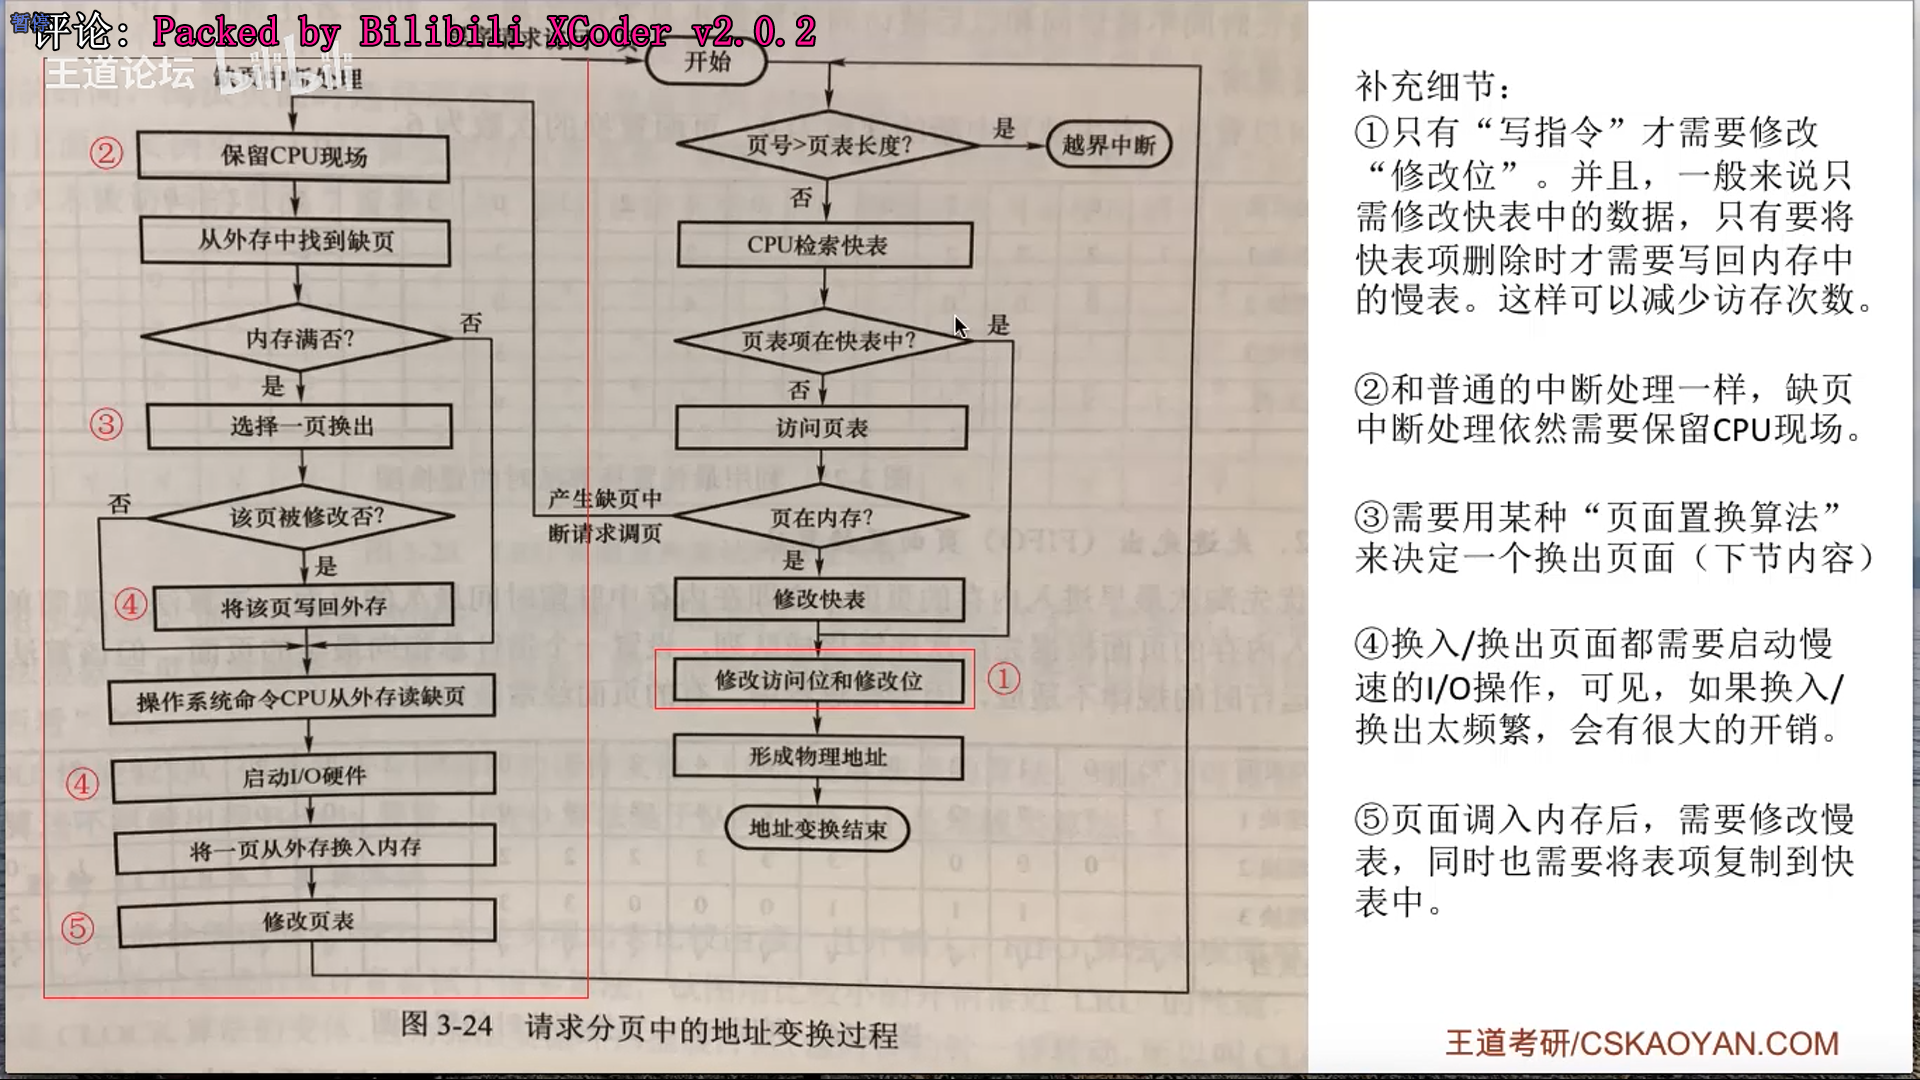 暂停
评论: Packed by Bilibili XCoder v2.0.2
王道论坛 bilibili
缺页中断处理
②
保留CPU现场
从外存中找到缺页
内存满否?
否
是
③
选择一页换出
否
该页被修改否?
是
④
将该页写回外存
操作系统命令CPU从外存读缺页
④
启动I/O硬件
将一页从外存换入内存
⑤
修改页表
开始
页号>页表长度?
是
越界中断
否
CPU检索快表
页表项在快表中?
是
否
访问页表
产生缺页中
断请求调页
页在内存?
是
修改快表
修改访问位和修改位
①
形成物理地址
地址变换结束
图 3-24 请求分页中的地址变换过程
补充细节:
①只有“写指令”才需要修改
“修改位”。并且，一般来说只
需修改快表中的数据，只有要将
快表项删除时才需要写回内存中
的慢表。这样可以减少访存次数。
②和普通的中断处理一样，缺页
中断处理依然需要保留CPU现场。
③需要用某种“页面置换算法”
来决定一个换出页面（下节内容）
④换入/换出页面都需要启动慢
速的I/O操作，可见，如果换入/
换出太频繁，会有很大的开销。
⑤页面调入内存后，需要修改慢
表，同时也需要将表项复制到快
表中。
王道考研/CSKAOYAN.COM